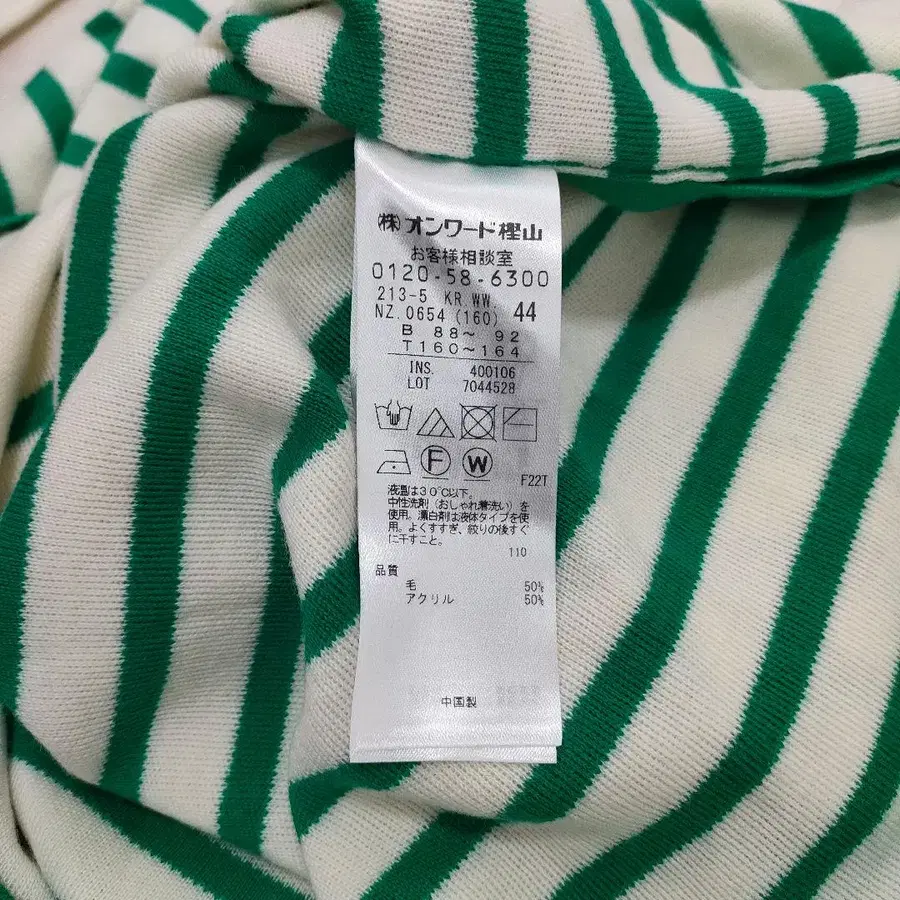 ㈱オンワード樫山
お客様相談室
0120-58-6300
213-5 KR.WW
NZ.0654(160) 44
B 88〜 92
T160〜164
INS. 400106
LOT 7044528
F W
F22T
液温は30℃以下。
中性洗剤(おしゃれ着洗い)を
使用。漂白剤は液体タイプを使
用。よくすすぎ、絞りの後すぐ
に干すこと。
110
品質
毛 50%
アクリル 50%
中国製